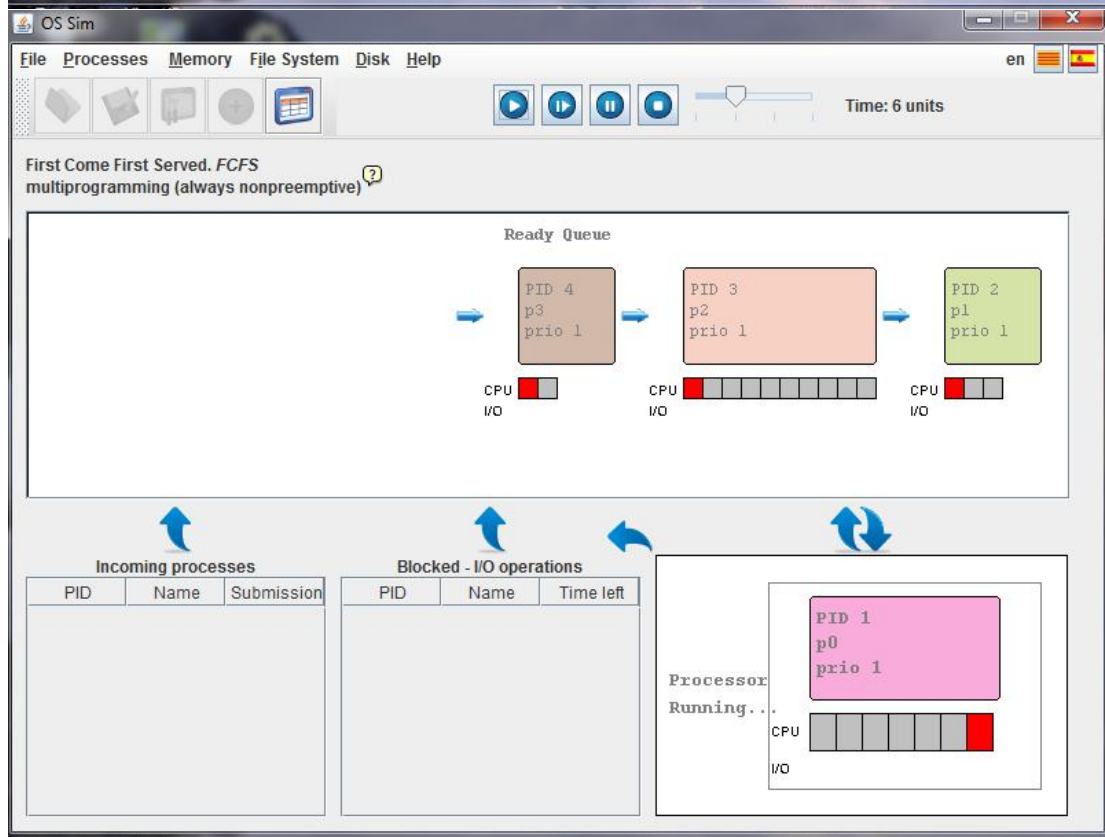 OS Sim
File Processes Memory File System Disk Help
en
Time: 6 units
First Come First Served. FCFS
multiprogramming (always nonpreemptive)
?
Ready Queue
PID 4
p3
prio 1
CPU
I/O
PID 3
p2
prio 1
CPU
I/O
PID 2
p1
prio 1
CPU
I/O
Incoming processes
PID Name Submission
Blocked - I/O operations
PID Name Time left
Processor
Running...
PID 1
p0
prio 1
CPU
I/O